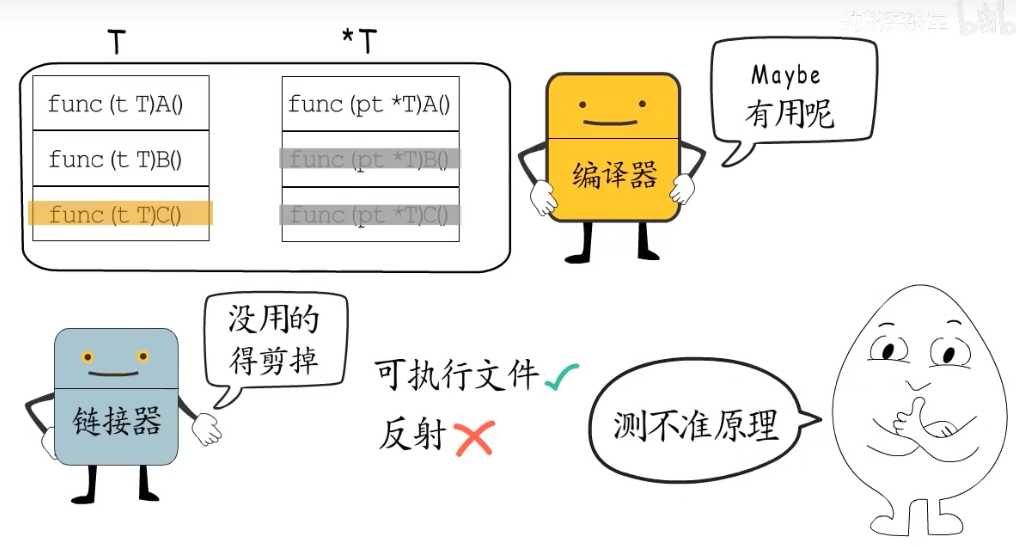 T
*T
func (t T)A()
func (pt *T)A()
func (t T)B()
func (pt *T)B()
func (t T)C()
func (pt *T)C()
编译器
Maybe
有用呢
链接器
没用的
得剪掉
可执行文件
反射
测不准原理